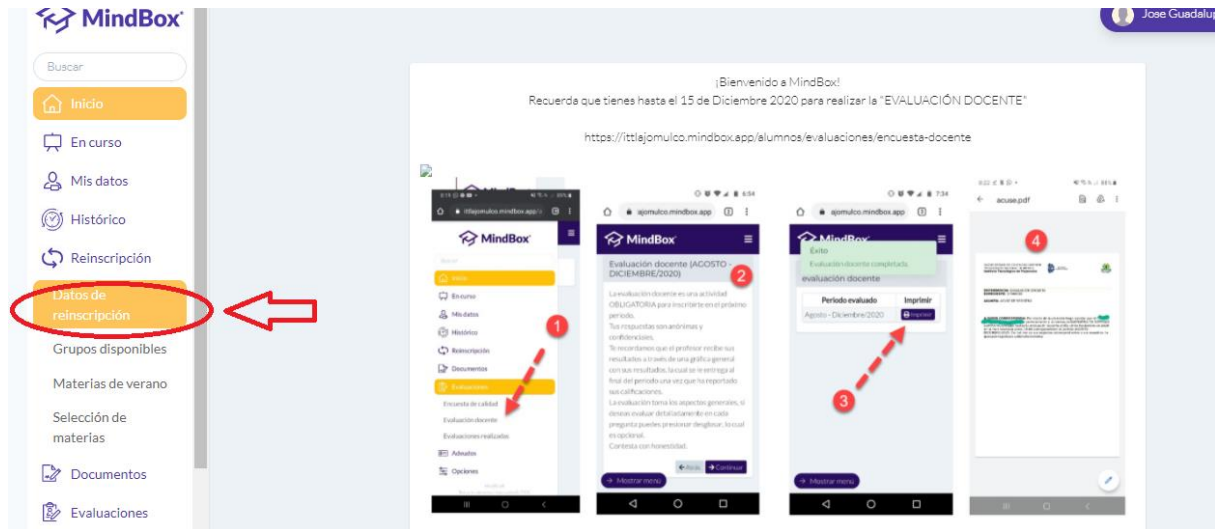 MindBox
Jose Guadalup
Buscar
Inicio
En curso
Mis datos
Histórico
Reinscripción
Datos de
reinscripción
Grupos disponibles
Materias de verano
Selección de
materias
Documentos
Evaluaciones
¡Bienvenido a MindBox!
Recuerda que tienes hasta el 15 de Diciembre 2020 para realizar la "EVALUACIÓN DOCENTE"
https://ittlajomulco.mindbox.app/alumnos/evaluaciones/encuesta-docente
MindBox
Inicio
En curso
Mis datos
Histórico
Reinscripción
Documentos
Evaluaciones
Encuesta de calidad
Evaluación docente
Evaluaciones realizadas
Adeudos
Opciones
1
6:54
ajomulco.mindbox.app
MindBox
Evaluación docente (AGOSTO -
DICIEMBRE/2020)
2
La evaluación docente es una actividad
OBLIGATORIA para inscribirte en el próximo
periodo.
Tus respuestas son anónimas y
confidenciales.
Te recordamos que el profesor recibe sus
resultados a través de una gráfica general
con sus resultados, la cual se le entrega al
final del periodo una vez que ha reportado
sus calificaciones.
La evaluación toma los aspectos generales, si
deseas evaluar detalladamente en cada
pregunta puedes presionar desglosar, lo cual
es opcional.
Contesta con honestidad.
Atrás
Continuar
Mostrar menú
7:34
ajomulco.mindbox.app
MindBox
Éxito
Evaluación docente completada
evaluación docente
Periodo evaluado Imprimir
Agosto - Diciembre/2020 Imprimir
3
Mostrar menú
acuse.pdf
4